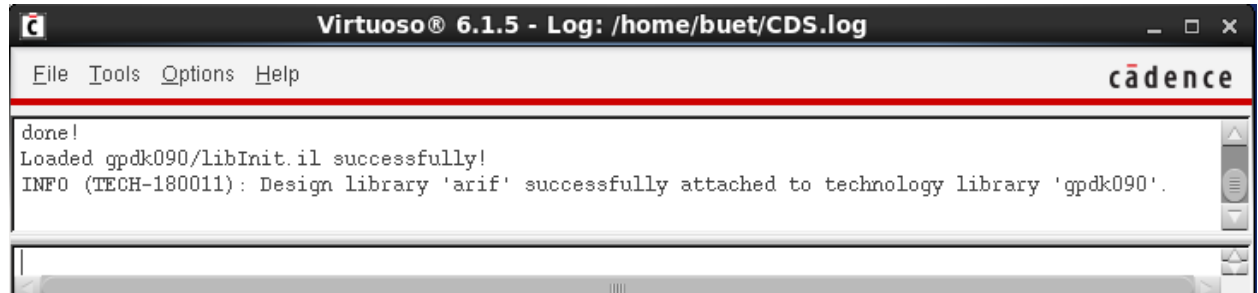 Virtuoso® 6.1.5 - Log: /home/buet/CDS.log
File Tools Options Help
cādence
done!
Loaded gpdk090/libInit.il successfully!
INFO (TECH-180011): Design library 'arif' successfully attached to technology library 'gpdk090'.